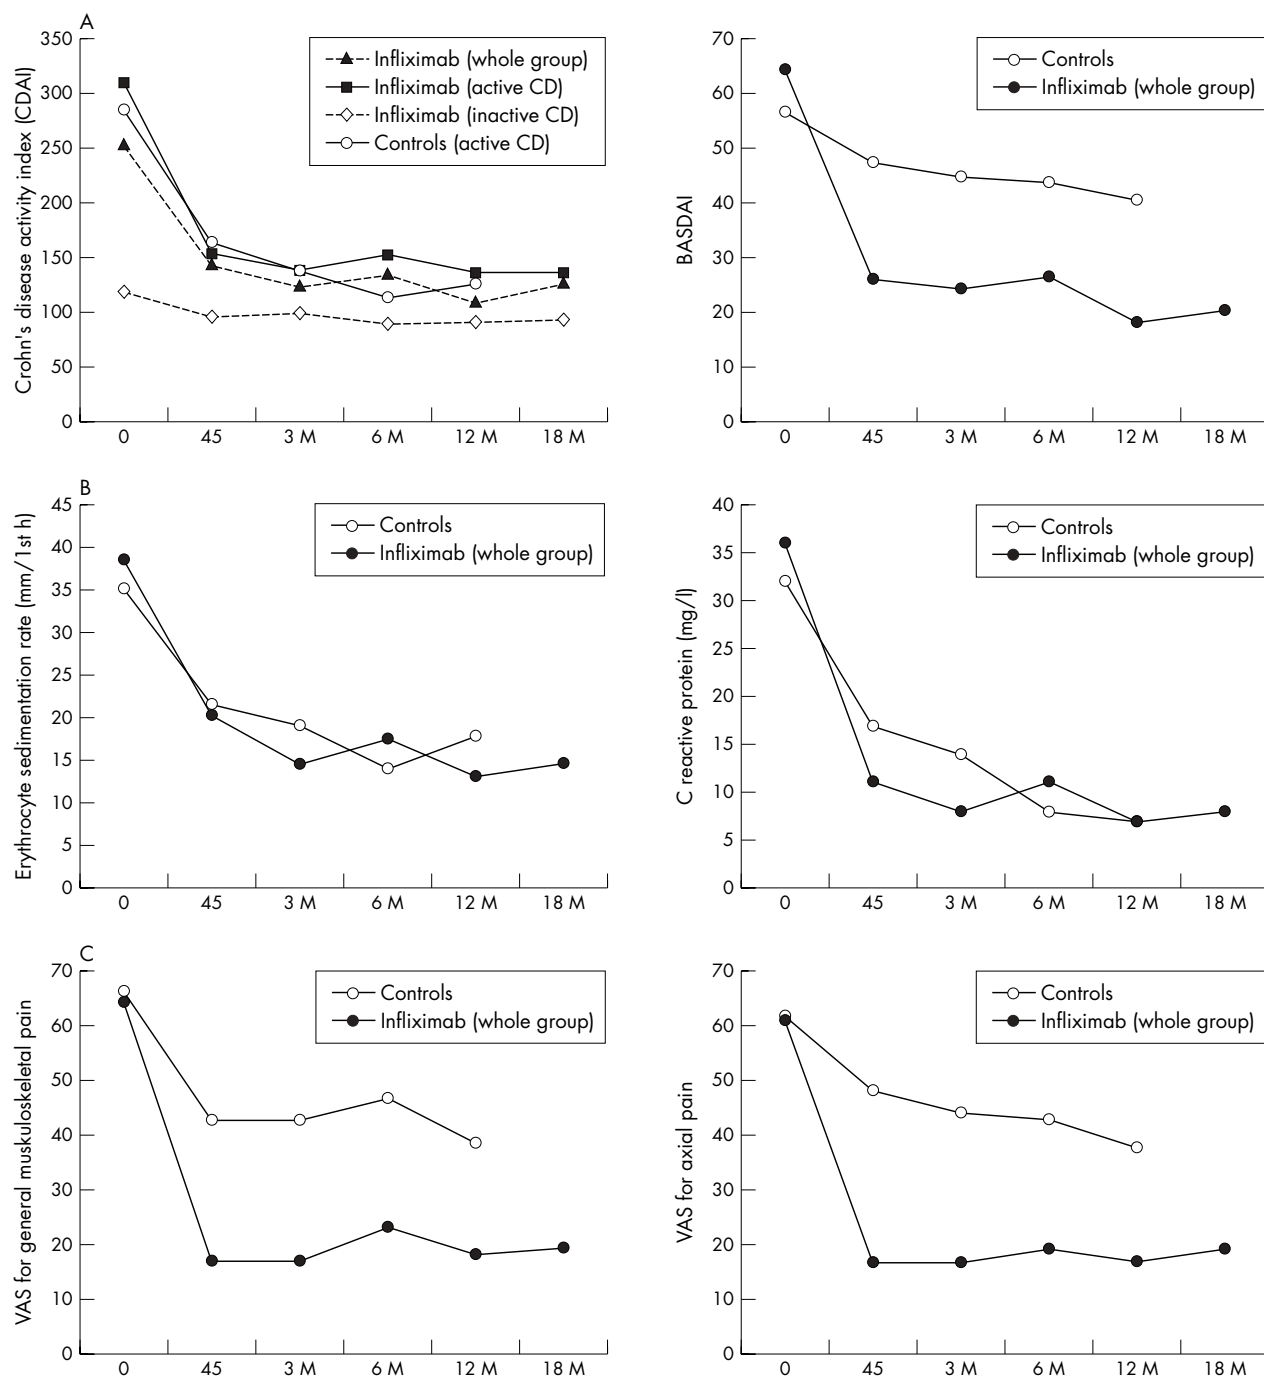 A
350
300
250
200
150
100
50
0
Crohn's disease activity index (CDAI)
Infliximab (whole group)
Infliximab (active CD)
Infliximab (inactive CD)
Controls (active CD)
0 45 3 M 6 M 12 M 18 M
70
60
50
40
30
20
10
0
BASDAI
Controls
Infliximab (whole group)
0 45 3 M 6 M 12 M 18 M
B
45
40
35
30
25
20
15
10
5
0
Erythrocyte sedimentation rate (mm/1st h)
Controls
Infliximab (whole group)
0 45 3 M 6 M 12 M 18 M
40
35
30
25
20
15
10
5
0
C reactive protein (mg/l)
Controls
Infliximab (whole group)
0 45 3 M 6 M 12 M 18 M
C
70
60
50
40
30
20
10
0
VAS for general muskuloskeletal pain
Controls
Infliximab (whole group)
0 45 3 M 6 M 12 M 18 M
70
60
50
40
30
20
10
0
VAS for axial pain
Controls
Infliximab (whole group)
0 45 3 M 6 M 12 M 18 M